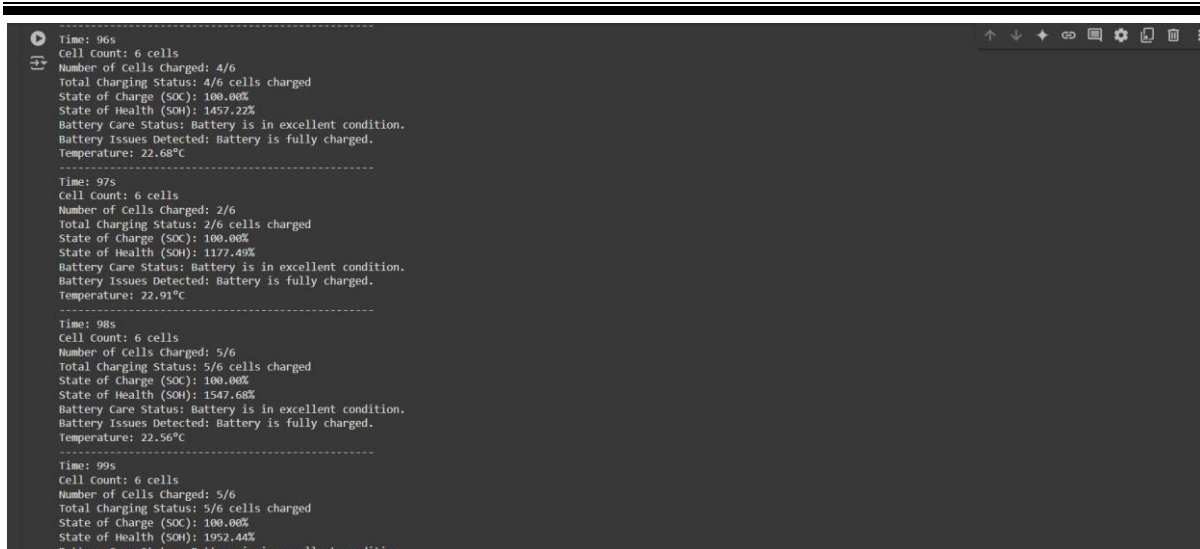 Time: 96s
Cell Count: 6 cells
Number of Cells Charged: 4/6
Total Charging Status: 4/6 cells charged
State of Charge (SOC): 100.00%
State of Health (SOH): 1457.22%
Battery Care Status: Battery is in excellent condition.
Battery Issues Detected: Battery is fully charged.
Temperature: 22.68°C
--------------------------------------------------
Time: 97s
Cell Count: 6 cells
Number of Cells Charged: 2/6
Total Charging Status: 2/6 cells charged
State of Charge (SOC): 100.00%
State of Health (SOH): 1177.49%
Battery Care Status: Battery is in excellent condition.
Battery Issues Detected: Battery is fully charged.
Temperature: 22.91°C
--------------------------------------------------
Time: 98s
Cell Count: 6 cells
Number of Cells Charged: 5/6
Total Charging Status: 5/6 cells charged
State of Charge (SOC): 100.00%
State of Health (SOH): 1547.68%
Battery Care Status: Battery is in excellent condition.
Battery Issues Detected: Battery is fully charged.
Temperature: 22.56°C
--------------------------------------------------
Time: 99s
Cell Count: 6 cells
Number of Cells Charged: 5/6
Total Charging Status: 5/6 cells charged
State of Charge (SOC): 100.00%
State of Health (SOH): 1952.44%